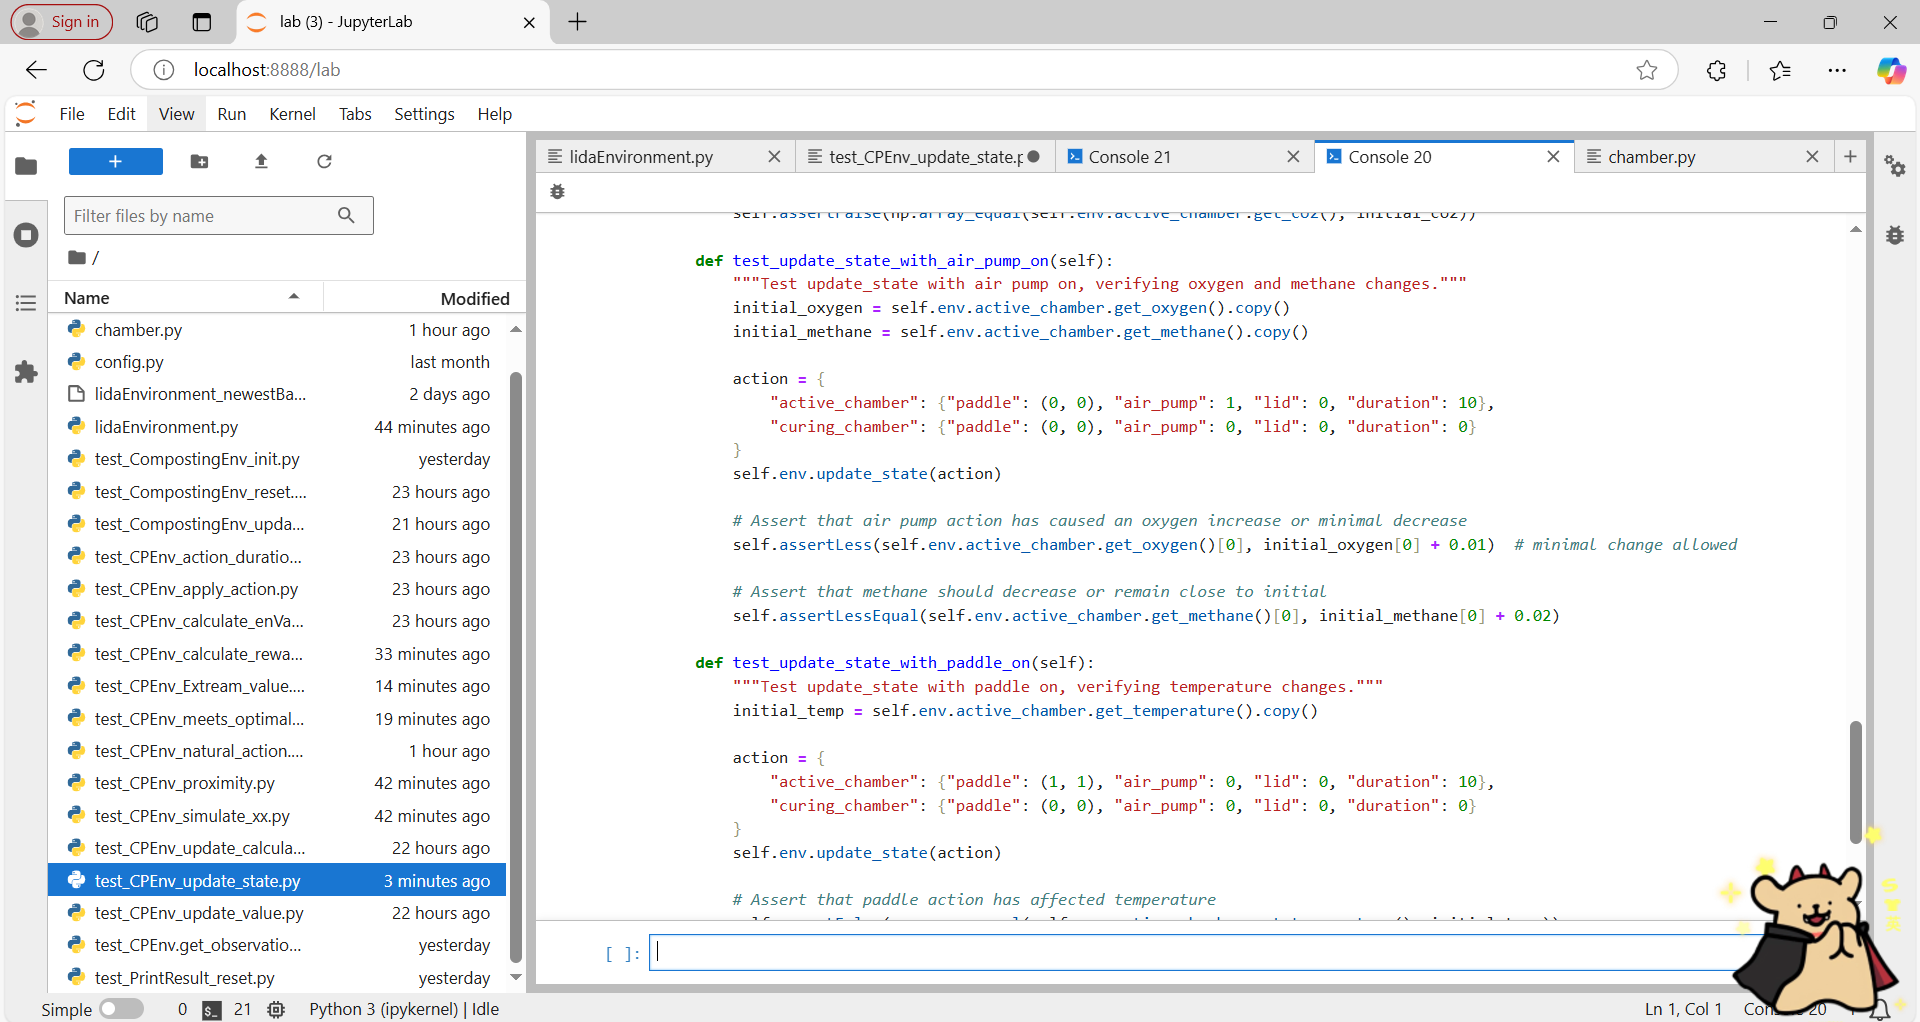 Sign in
lab (3) - JupyterLab
localhost:8888/lab
File Edit View Run Kernel Tabs Settings Help
lidaEnvironment.py
test_CPEnv_update_state.p
Console 21
Console 20
chamber.py
Filter files by name
/
Name Modified
chamber.py 1 hour ago
config.py last month
lidaEnvironment_newestBa... 2 days ago
lidaEnvironment.py 44 minutes ago
test_CompostingEnv_init.py yesterday
test_CompostingEnv_reset.... 23 hours ago
test_CompostingEnv_upda... 21 hours ago
test_CPEnv_action_duratio... 23 hours ago
test_CPEnv_apply_action.py 23 hours ago
test_CPEnv_calculate_enVa... 23 hours ago
test_CPEnv_calculate_rewa... 33 minutes ago
test_CPEnv_Extream_value.... 14 minutes ago
test_CPEnv_meets_optimal... 19 minutes ago
test_CPEnv_natural_action.... 1 hour ago
test_CPEnv_proximity.py 42 minutes ago
test_CPEnv_simulate_xx.py 42 minutes ago
test_CPEnv_update_calcula... 22 hours ago
test_CPEnv_update_state.py 3 minutes ago
test_CPEnv_update_value.py 22 hours ago
test_CPEnv.get_observatio... yesterday
test_PrintResult_reset.py yesterday
self.assertFalse(np.array_equal(self.env.active_chamber.get_co2(), initial_co2))
def test_update_state_with_air_pump_on(self):
"""Test update_state with air pump on, verifying oxygen and methane changes."""
initial_oxygen = self.env.active_chamber.get_oxygen().copy()
initial_methane = self.env.active_chamber.get_methane().copy()
action = {
"active_chamber": {"paddle": (0, 0), "air_pump": 1, "lid": 0, "duration": 10},
"curing_chamber": {"paddle": (0, 0), "air_pump": 0, "lid": 0, "duration": 0}
}
self.env.update_state(action)
# Assert that air pump action has caused an oxygen increase or minimal decrease
self.assertLess(self.env.active_chamber.get_oxygen()[0], initial_oxygen[0] + 0.01) # minimal change allowed
# Assert that methane should decrease or remain close to initial
self.assertLessEqual(self.env.active_chamber.get_methane()[0], initial_methane[0] + 0.02)
def test_update_state_with_paddle_on(self):
"""Test update_state with paddle on, verifying temperature changes."""
initial_temp = self.env.active_chamber.get_temperature().copy()
action = {
"active_chamber": {"paddle": (1, 1), "air_pump": 0, "lid": 0, "duration": 10},
"curing_chamber": {"paddle": (0, 0), "air_pump": 0, "lid": 0, "duration": 0}
}
self.env.update_state(action)
# Assert that paddle action has affected temperature
[ ]:
Simple 0 21 Python 3 (ipykernel) | Idle
Ln 1, Col 1 Con 20